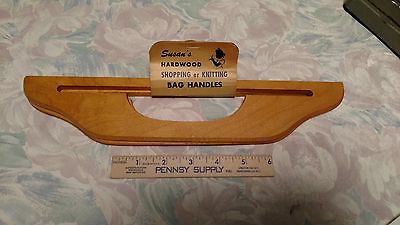 Susan's
HARDWOOD
SHOPPING or KNITTING
BAG HANDLES
1 2 3 4 5 6
PENNSY SUPPLY